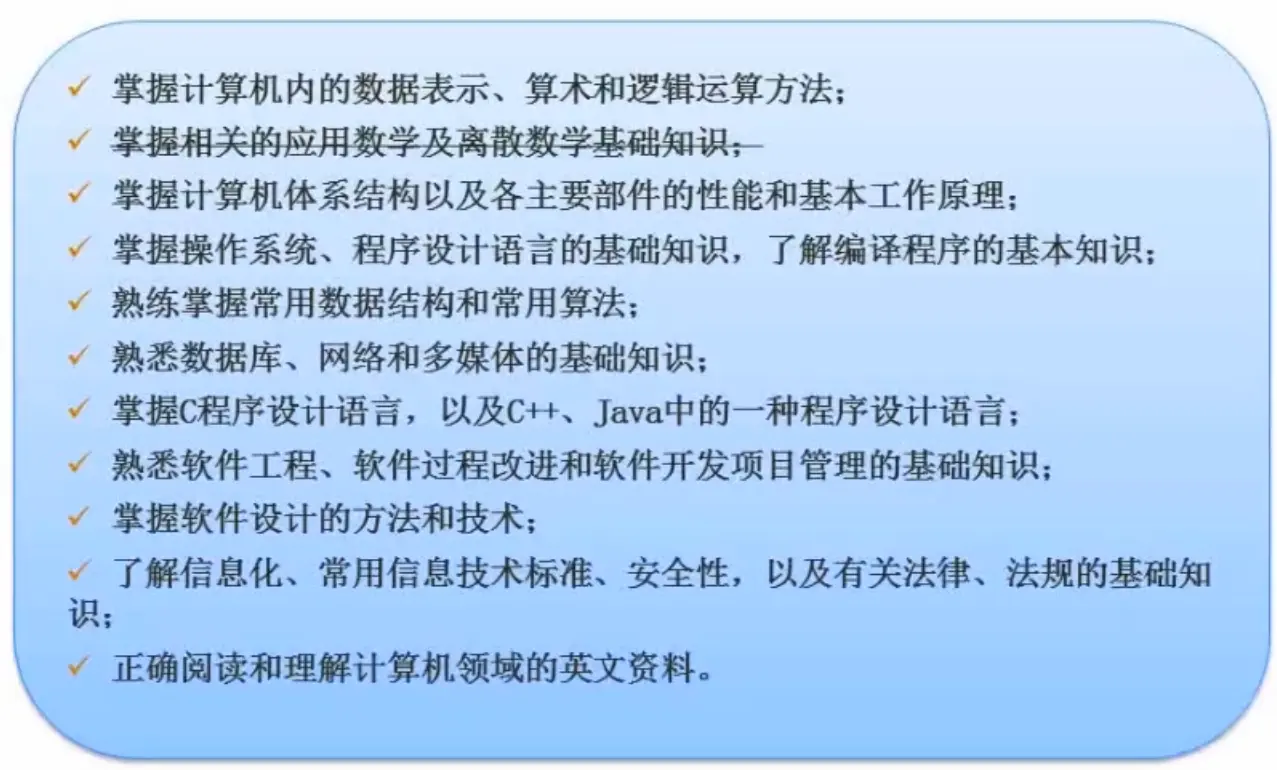 ✓ 掌握计算机内的数据表示、算术和逻辑运算方法；
✓ 掌握相关的应用数学及离散数学基础知识；
✓ 掌握计算机体系结构以及各主要部件的性能和基本工作原理；
✓ 掌握操作系统、程序设计语言的基础知识，了解编译程序的基本知识；
✓ 熟练掌握常用数据结构和常用算法；
✓ 熟悉数据库、网络和多媒体的基础知识；
✓ 掌握C程序设计语言，以及C++、Java中的一种程序设计语言；
✓ 熟悉软件工程、软件过程改进和软件开发项目管理的基础知识；
✓ 掌握软件设计的方法和技术；
✓ 了解信息化、常用信息技术标准、安全性，以及有关法律、法规的基础知
识；
✓ 正确阅读和理解计算机领域的英文资料。